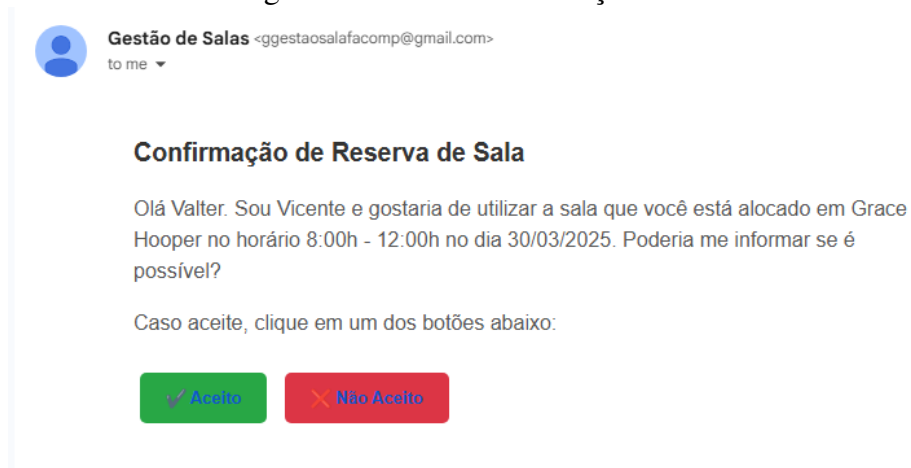 Gestão de Salas <ggestaosalafacomp@gmail.com>
to me
Confirmação de Reserva de Sala
Olá Valter. Sou Vicente e gostaria de utilizar a sala que você está alocado em Grace
Hooper no horário 8:00h - 12:00h no dia 30/03/2025. Poderia me informar se é
possível?
Caso aceite, clique em um dos botões abaixo:
✔ Aceito ❌ Não Aceito